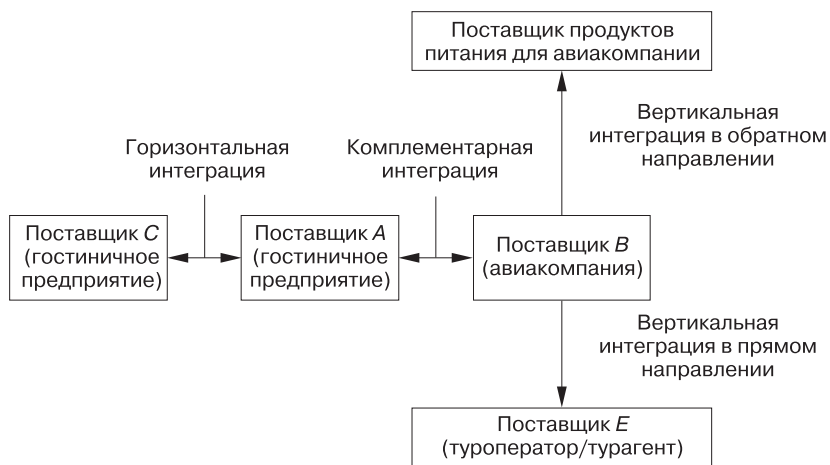 Поставщик продуктов
питания для авиакомпании
Вертикальная
интеграция в обратном
направлении
Горизонтальная
интеграция
Комплементарная
интеграция
Поставщик C
(гостиничное
предприятие)
Поставщик A
(гостиничное
предприятие)
Поставщик B
(авиакомпания)
Вертикальная
интеграция в прямом
направлении
Поставщик E
(туроператор/турагент)